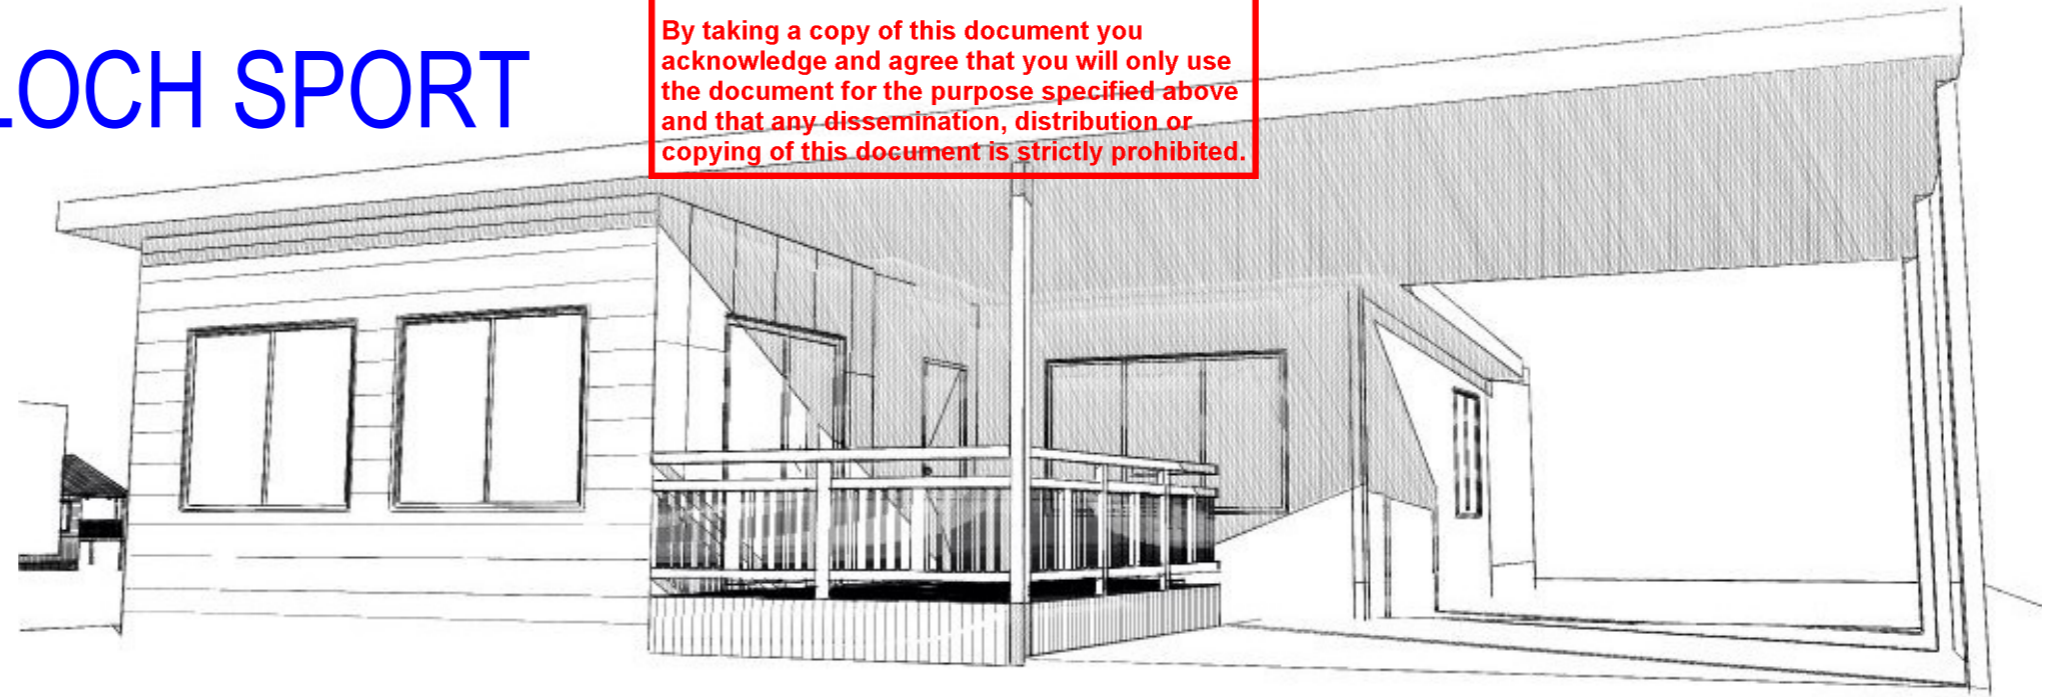 LOCH SPORT
By taking a copy of this document you
acknowledge and agree that you will only use
the document for the purpose specified above
and that any dissemination, distribution or
copying of this document is strictly prohibited.